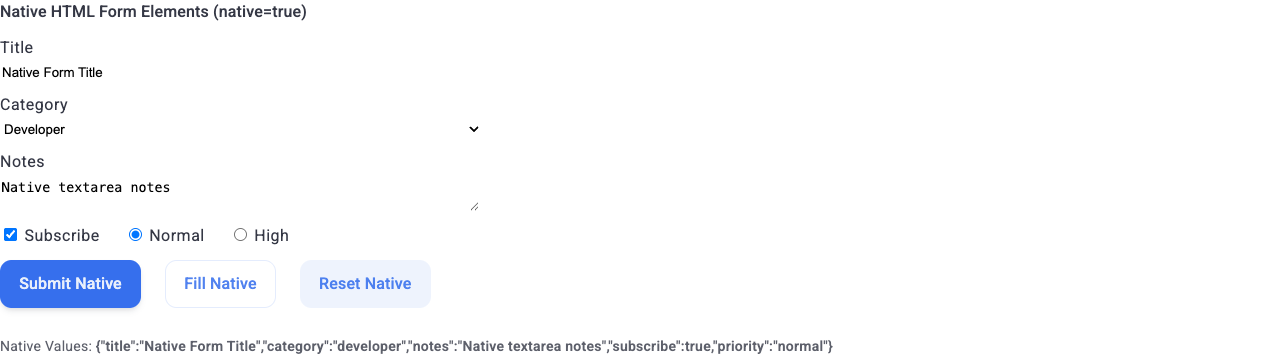 Native HTML Form Elements (native=true)
Title
Native Form Title
Category
Developer
Notes
Native textarea notes
Subscribe Normal High
Submit Native Fill Native Reset Native
Native Values: {"title":"Native Form Title","category":"developer","notes":"Native textarea notes","subscribe":true,"priority":"normal"}